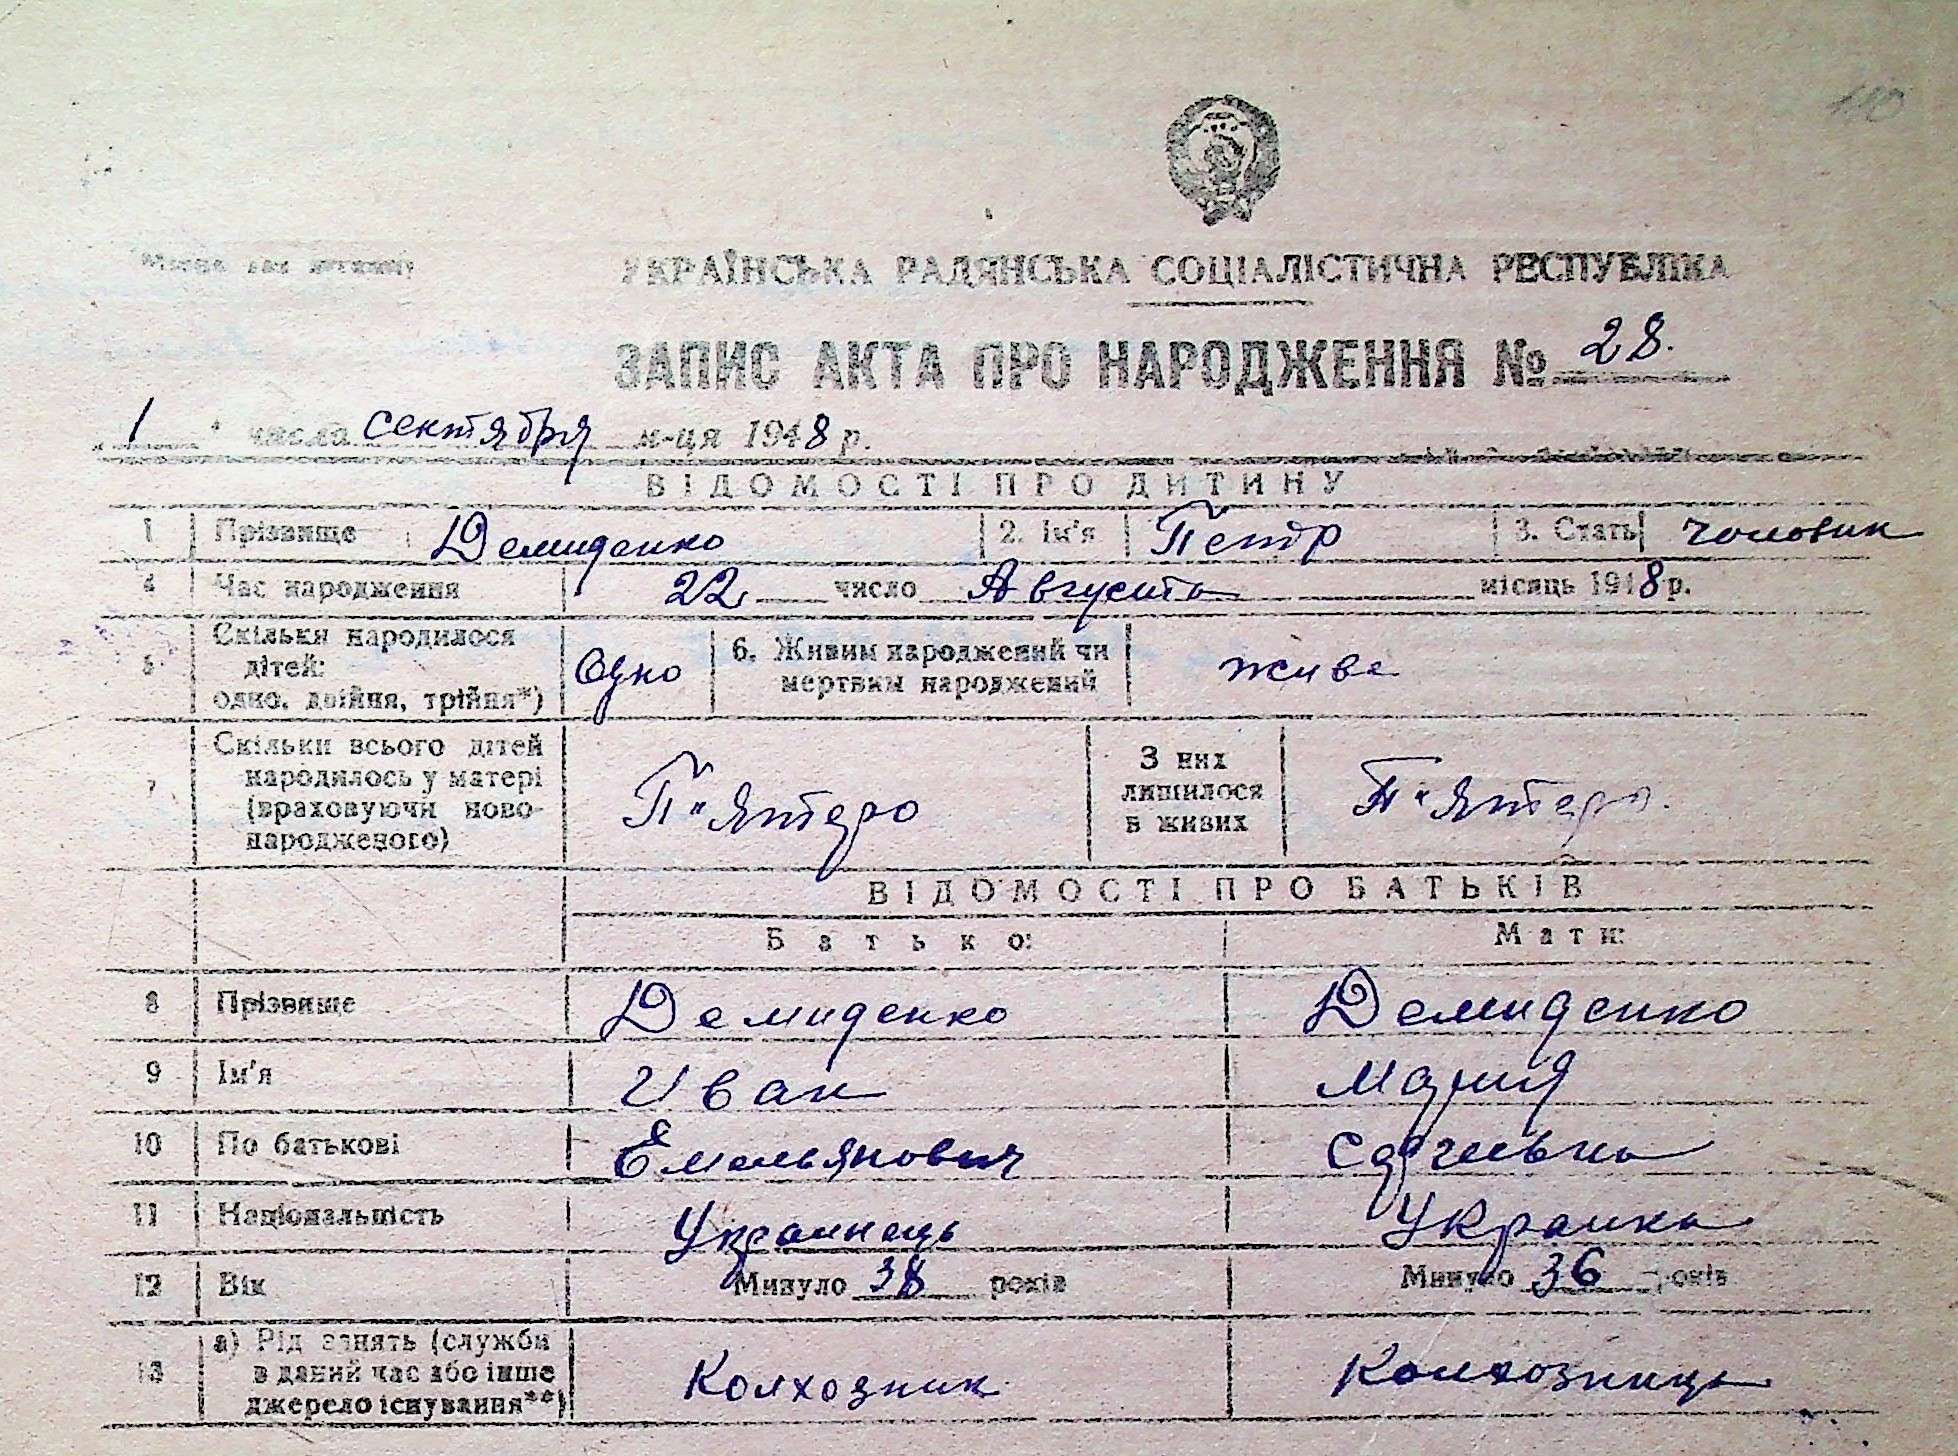 УКРАЇНСЬКА РАДЯНСЬКА СОЦІАЛІСТИЧНА РЕСПУБЛІКА
ЗАПИС АКТА ПРО НАРОДЖЕННЯ № 28.
1 числа сентября м-ця 1948 р.
ВІДОМОСТІ ПРО ДИТИНУ
1 Прізвище Демиденко 2. Ім'я Петр 3. Стать чоловик
4 Час народження 22 число Августа місяць 1948 р.
5 Скільки народилося дітей: одно, двійня, трійня*) Одно 6. Живим народжений чи мертвим народжений живе
7 Скільки всього дітей народилось у матері (враховуючи ново-народженого) П"ятеро З них лишилося в живих П"ятеро.
ВІДОМОСТІ ПРО БАТЬКІВ
Батько: Мати:
8 Прізвище Демиденко Демиденко
9 Ім'я Иван Мария
10 По батькові Емельянович
11 Національність Украинець Украинка
12 Вік Минуло 38 років Минуло 36 років
13 а) Рід занять (служби в даний час або інше джерело існування**) Колхозник Колхозниця